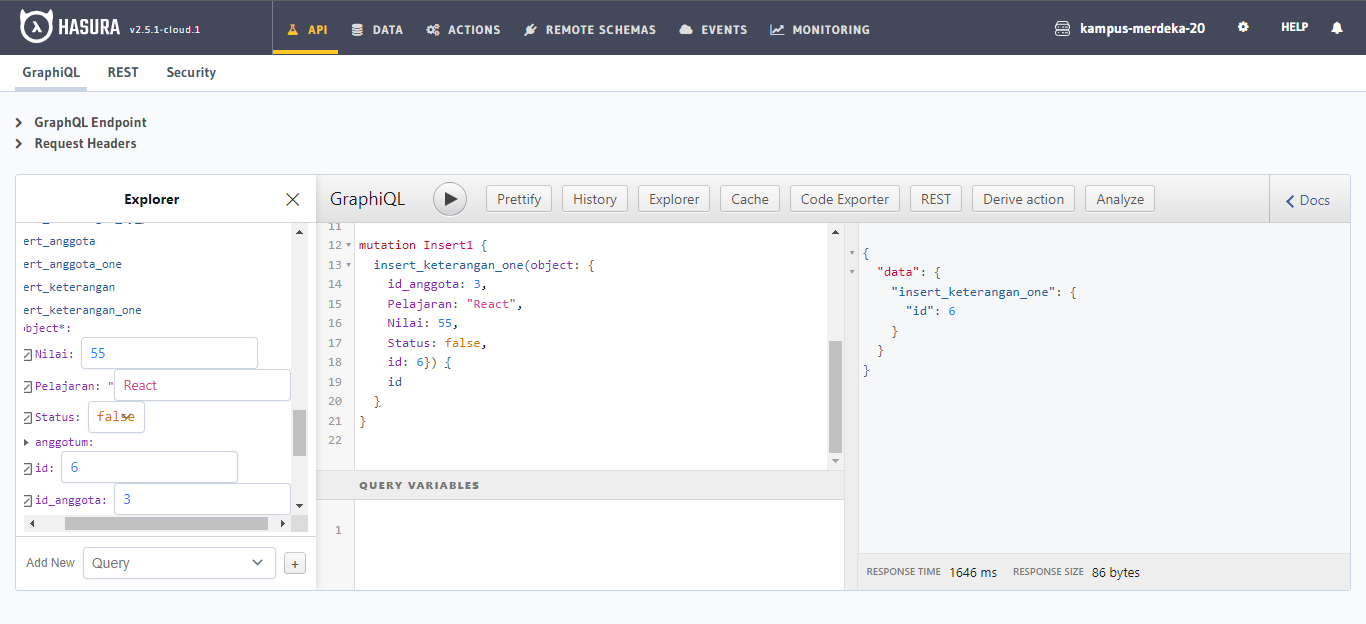 HASURA v2.5.1-cloud.1
API DATA ACTIONS REMOTE SCHEMAS EVENTS MONITORING
kampus-merdeka-20 HELP
GraphiQL REST Security
GraphQL Endpoint
Request Headers
Explorer
ert_anggota
ert_anggota_one
ert_keterangan
ert_keterangan_one
bject*:
Nilai: 55
Pelajaran: " React
Status: false
anggotum:
id: 6
id_anggota: 3
Add New Query +
GraphiQL Prettify History Explorer Cache Code Exporter REST Derive action Analyze Docs
11
12 mutation Insert1 {
13 insert_keterangan_one(object: {
14 id_anggota: 3,
15 Pelajaran: "React",
16 Nilai: 55,
17 Status: false,
18 id: 6}) {
19 id
20 }
21 }
22
QUERY VARIABLES
1
{
"data": {
"insert_keterangan_one": {
"id": 6
}
}
}
RESPONSE TIME 1646 ms RESPONSE SIZE 86 bytes